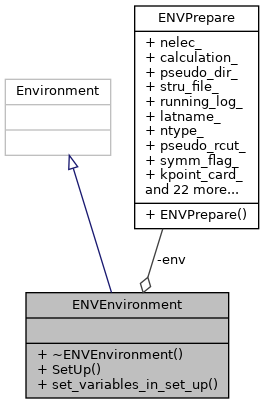 ENVPrepare
+ nelec_
+ calculation_
+ pseudo_dir_
+ stru_file_
+ running_log_
+ latname_
+ ntype_
+ pseudo_rcut_
+ symm_flag_
+ kpoint_card_
and 22 more...
+ ENVPrepare()
Environment
-env
ENVEnvironment
+ ~ENVEnvironment()
+ SetUp()
+ set_variables_in_set_up()